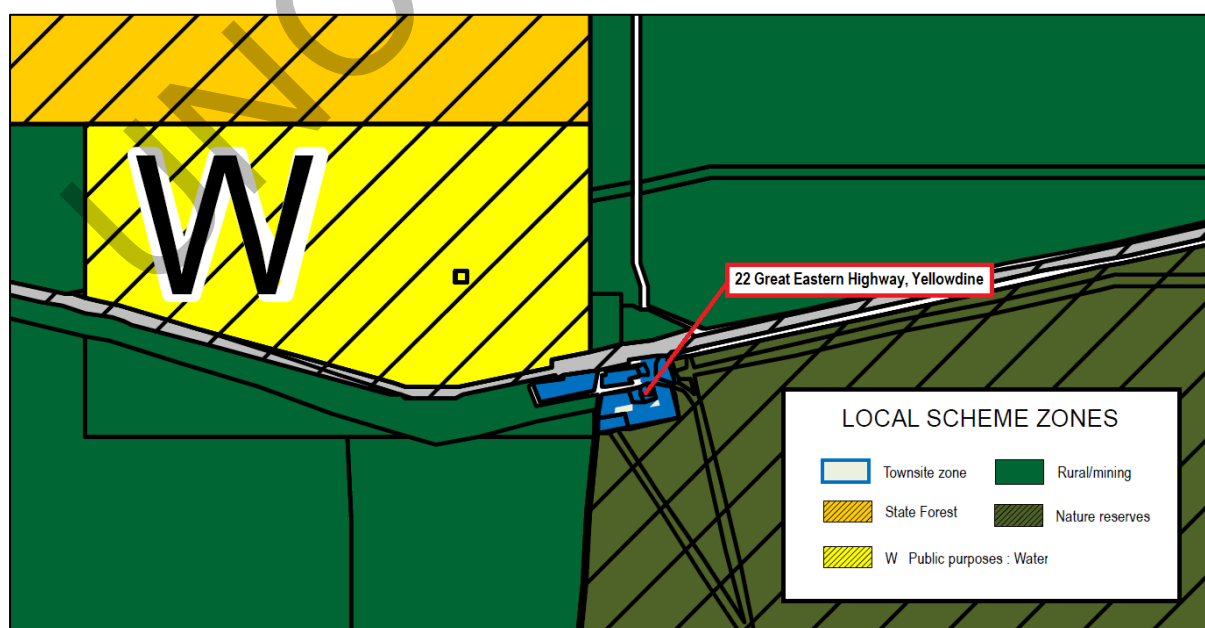 W
22 Great Eastern Highway, Yellowdine
LOCAL SCHEME ZONES
Townsite zone
Rural/mining
State Forest
Nature reserves
W Public purposes : Water